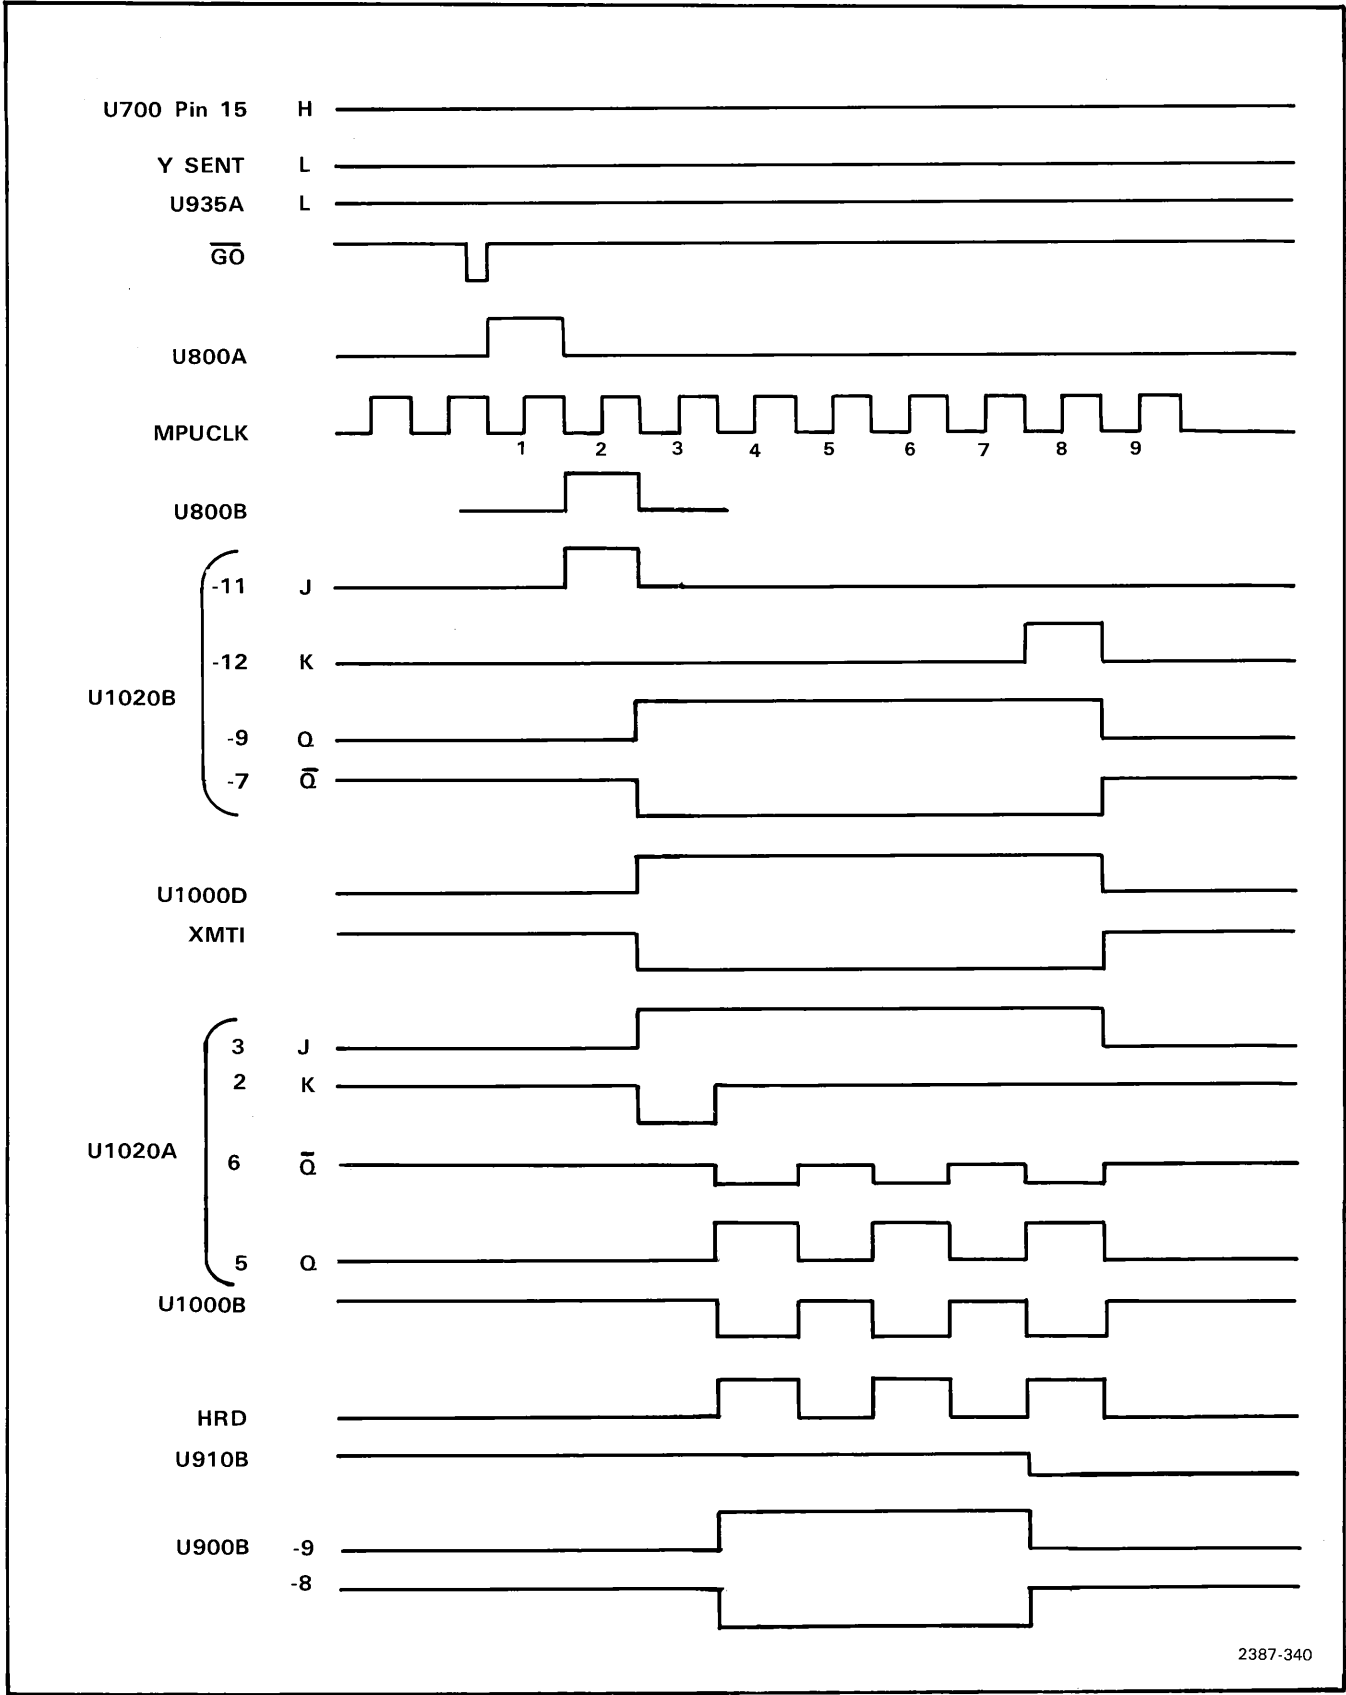 U700 Pin 15 H
Y SENT L
U935A L
G̅O̅
U800A
MPUCLK
1 2 3 4 5 6 7 8 9
U800B
-11 J
-12 K
U1020B
-9 Q
-7 Q̅
U1000D
XMTI
3 J
2 K
U1020A
6 Q̅
5 Q
U1000B
HRD
U910B
U900B -9
-8
2387-340